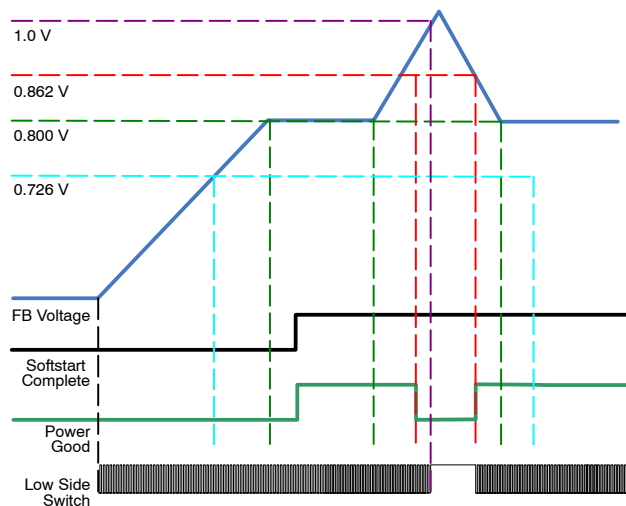 1.0 V
0.862 V
0.800 V
0.726 V
FB Voltage
Softstart
Complete
Power
Good
Low Side
Switch